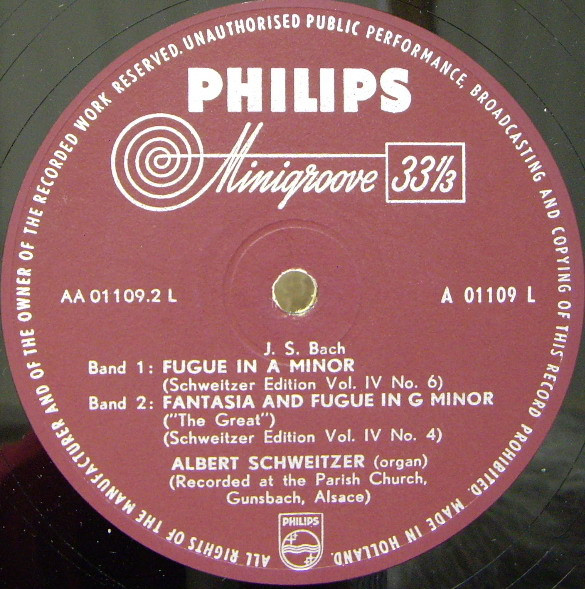 ALL RIGHTS OF THE MANUFACTURER AND OF THE OWNER OF THE RECORDED WORK RESERVED. UNAUTHORISED PUBLIC PERFORMANCE, BROADCASTING AND COPYING OF THIS RECORD PROHIBITED. MADE IN HOLLAND
PHILIPS
Minigroove 33⅓
AA 01109.2 L
A 01109 L
J. S. Bach
Band 1: FUGUE IN A MINOR
(Schweitzer Edition Vol. IV No. 6)
Band 2: FANTASIA AND FUGUE IN G MINOR
("The Great")
(Schweitzer Edition Vol. IV No. 4)
ALBERT SCHWEITZER (organ)
(Recorded at the Parish Church,
Gunsbach, Alsace)
PHILIPS